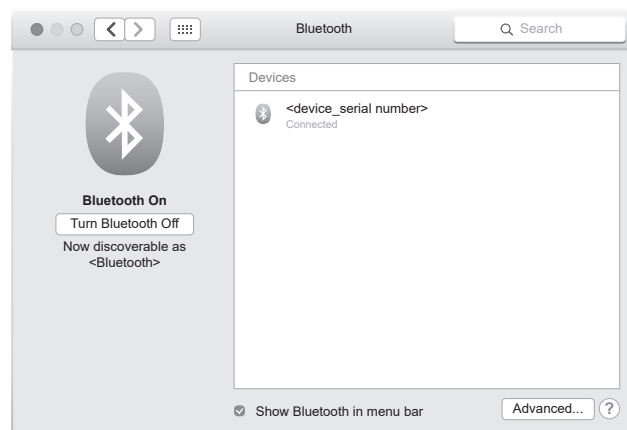 Bluetooth
Search
Devices
<device_serial number>
Connected
Bluetooth On
Turn Bluetooth Off
Now discoverable as
<Bluetooth>
Show Bluetooth in menu bar
Advanced...
?